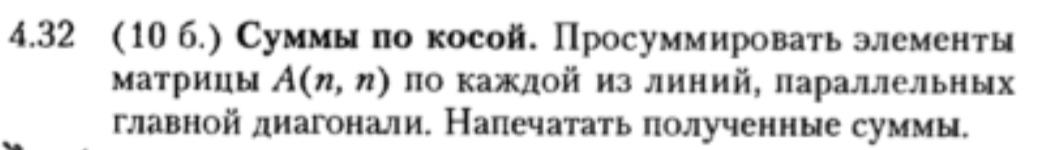 4.32 (10 б.) Суммы по косой. Просуммировать элементы
матрицы A(n, n) по каждой из линий, параллельных
главной диагонали. Напечатать полученные суммы.